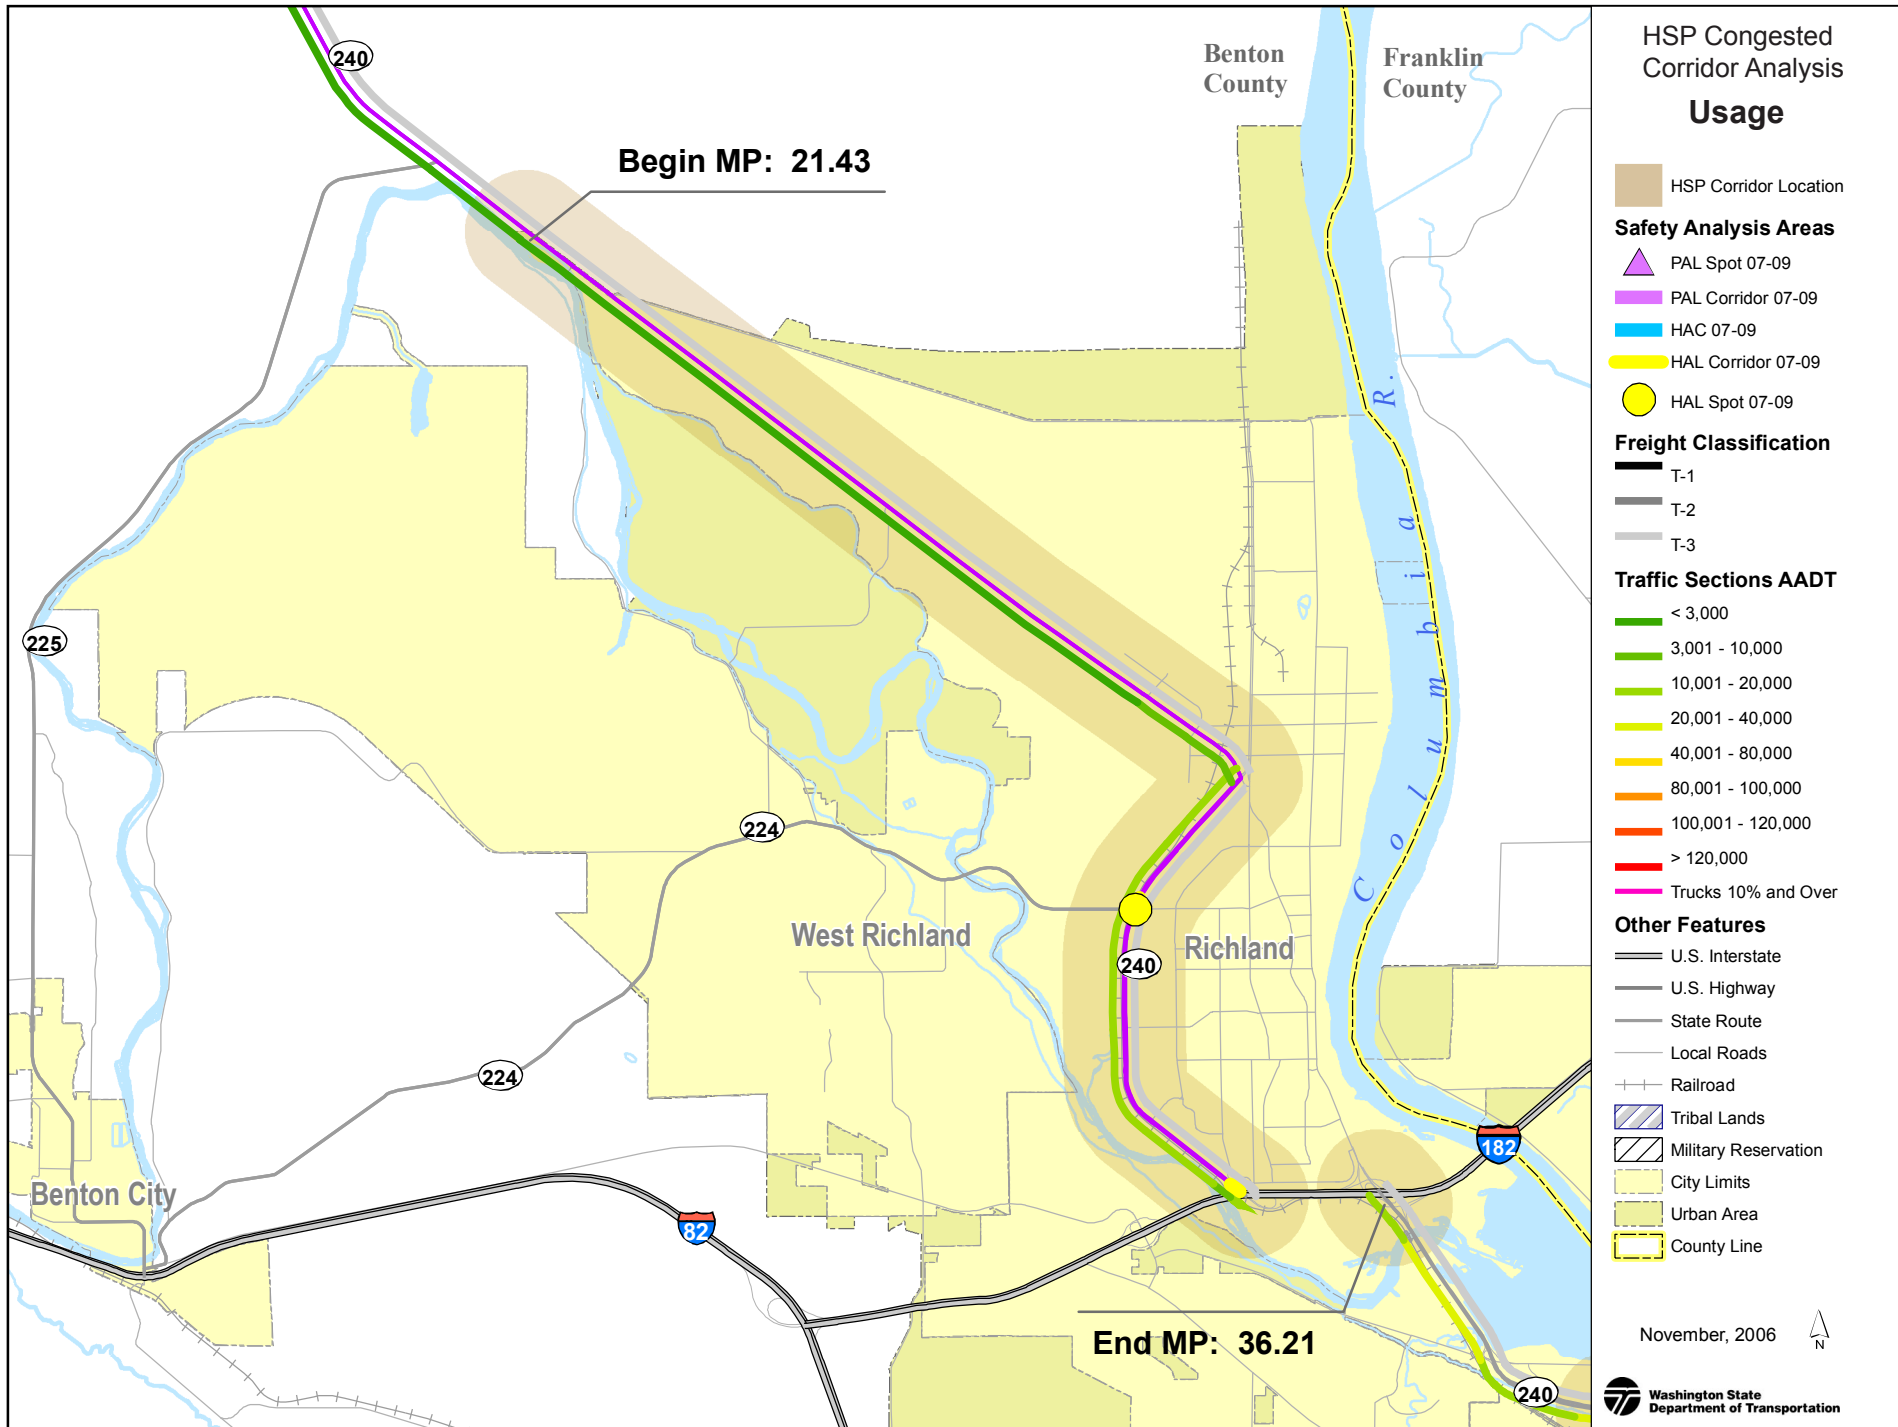 240
Benton
County
Franklin
County
Begin MP: 21.43
225
Columbia R.
224
West Richland
Richland
240
224
Benton City
82
182
End MP: 36.21
240
HSP Congested
Corridor Analysis
Usage
HSP Corridor Location
Safety Analysis Areas
PAL Spot 07-09
PAL Corridor 07-09
HAC 07-09
HAL Corridor 07-09
HAL Spot 07-09
Freight Classification
T-1
T-2
T-3
Traffic Sections AADT
< 3,000
3,001 - 10,000
10,001 - 20,000
20,001 - 40,000
40,001 - 80,000
80,001 - 100,000
100,001 - 120,000
> 120,000
Trucks 10% and Over
Other Features
U.S. Interstate
U.S. Highway
State Route
Local Roads
Railroad
Tribal Lands
Military Reservation
City Limits
Urban Area
County Line
November, 2006
N
Washington State
Department of Transportation